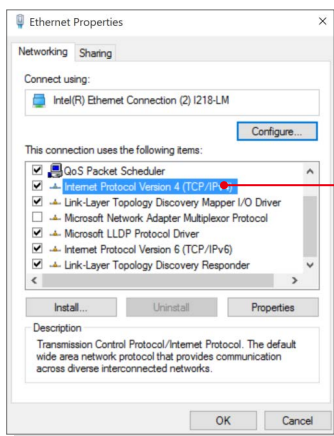 Ethernet Properties
Networking Sharing
Connect using:
Intel(R) Ethernet Connection (2) I218-LM
Configure...
This connection uses the following items:
QoS Packet Scheduler
Internet Protocol Version 4 (TCP/IPv4)
Link-Layer Topology Discovery Mapper I/O Driver
Microsoft Network Adapter Multiplexor Protocol
Microsoft LLDP Protocol Driver
Internet Protocol Version 6 (TCP/IPv6)
Link-Layer Topology Discovery Responder
Install... Uninstall Properties
Description
Transmission Control Protocol/Internet Protocol. The default
wide area network protocol that provides communication
across diverse interconnected networks.
OK Cancel